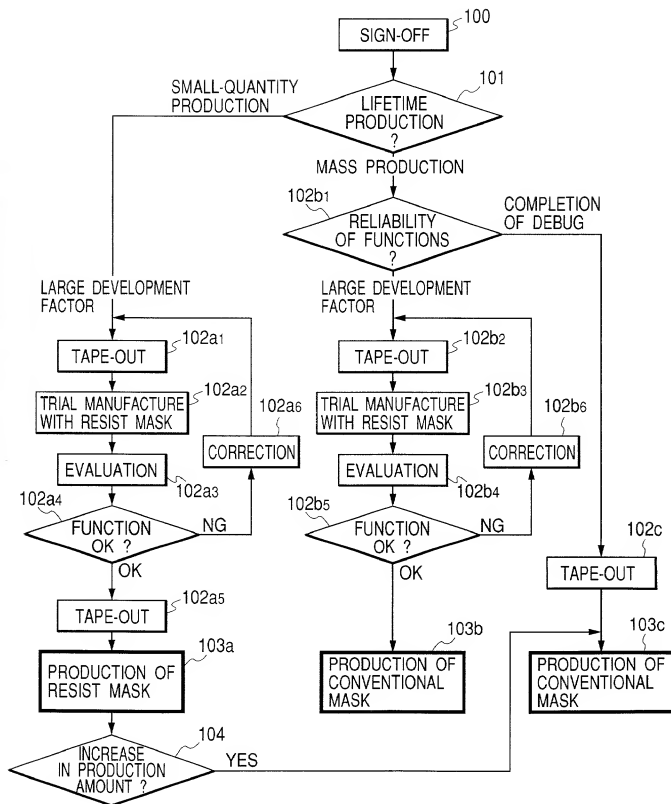 100
SIGN-OFF
101
SMALL-QUANTITY
PRODUCTION
LIFETIME
PRODUCTION
?
MASS PRODUCTION
102b1
COMPLETION
OF DEBUG
RELIABILITY
OF FUNCTIONS
?
LARGE DEVELOPMENT
FACTOR
LARGE DEVELOPMENT
FACTOR
102a1
TAPE-OUT
102b2
TAPE-OUT
102a2
TRIAL MANUFACTURE
WITH RESIST MASK
102a6
CORRECTION
102b3
TRIAL MANUFACTURE
WITH RESIST MASK
102b6
CORRECTION
EVALUATION
102a3
EVALUATION
102b4
102a4
FUNCTION
OK ?
NG
OK
102b5
FUNCTION
OK ?
NG
OK
102c
TAPE-OUT
TAPE-OUT
102a5
103a
PRODUCTION OF
RESIST MASK
103b
PRODUCTION OF
CONVENTIONAL
MASK
103c
PRODUCTION OF
CONVENTIONAL
MASK
104
INCREASE
IN PRODUCTION
AMOUNT ?
YES